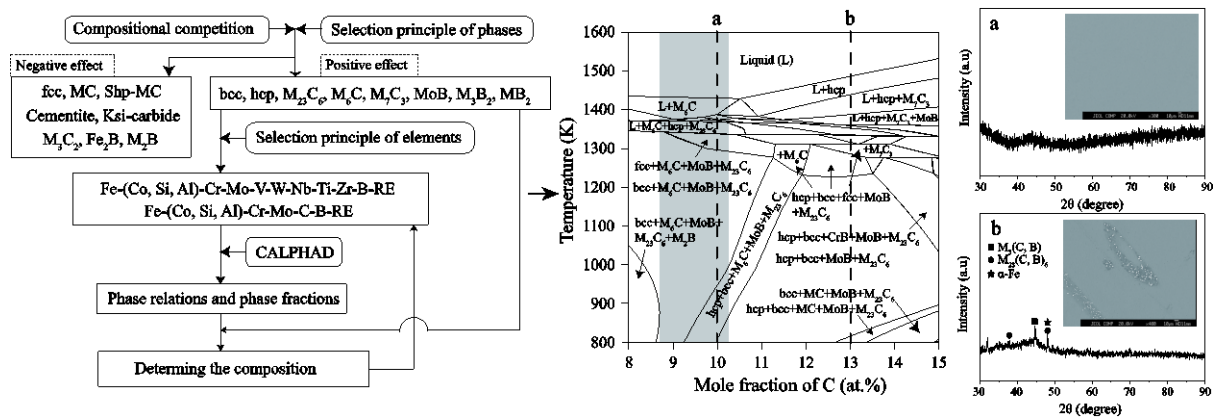 Compositional competition
Selection principle of phases
Negative effect
fcc, MC, Shp-MC
Cementite, Ksi-carbide
M₃C₂, Fe₂B, M₂B
Positive effect
bcc, hcp, M₂₃C₆, M₆C, M₇C₃, MoB, M₃B₂, MB₂
Selection principle of elements
Fe-(Co, Si, Al)-Cr-Mo-V-W-Nb-Ti-Zr-B-RE
Fe-(Co, Si, Al)-Cr-Mo-C-B-RE
CALPHAD
Phase relations and phase fractions
Determing the composition
a
b
Temperature (K)
1600
1500
1400
1300
1200
1100
1000
900
800
8
9
10
11
12
13
14
15
Mole fraction of C (at.%)
Liquid (L)
L+hcp
L+M₆C
L+hcp+M₇C₃
fcc+M₆C+MoB+M₂₃C₆
bcc+M₆C+MoB+M₂₃C₆
bcc+M₆C+MoB+
M₂₃C₆+M₂B
+M₆C
+M₇C₃
hcp+bcc+fcc+MoB
+M₂₃C₆
hcp+bcc+M₆C+MoB+M₂₃C₆
hcp+bcc+CrB+MoB+M₂₃C₆
hcp+bcc+MoB+M₂₃C₆
bcc+MC+MoB+M₂₃C₆
hcp+bcc+MC+MoB+M₂₃C₆
a
Intensity (a.u)
30
40
50
60
70
80
90
2θ (degree)
b
■ M₇(C, B)
● M₂₃(C, B)₆
★ α-Fe
Intensity (a.u)
30
40
50
60
70
80
90
2θ (degree)